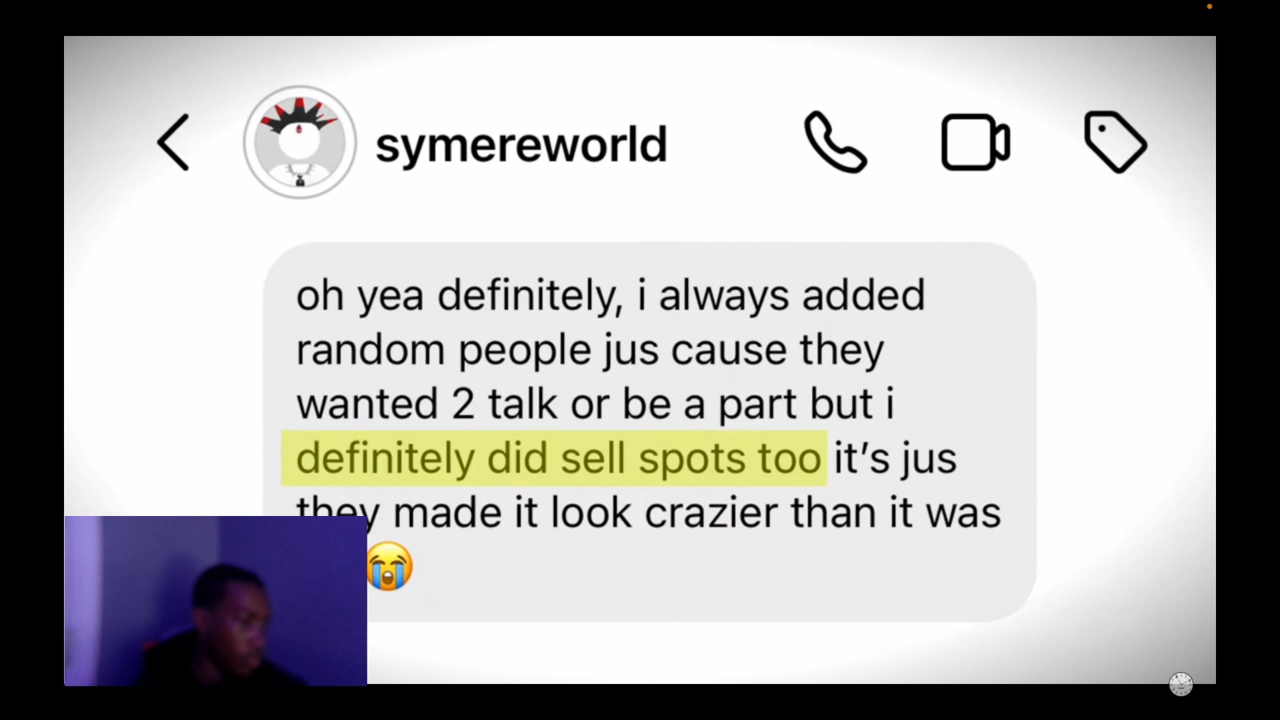 symereworld
oh yea definitely, i always added
random people jus cause they
wanted 2 talk or be a part but i
definitely did sell spots too it’s jus
they made it look crazier than it was
😭